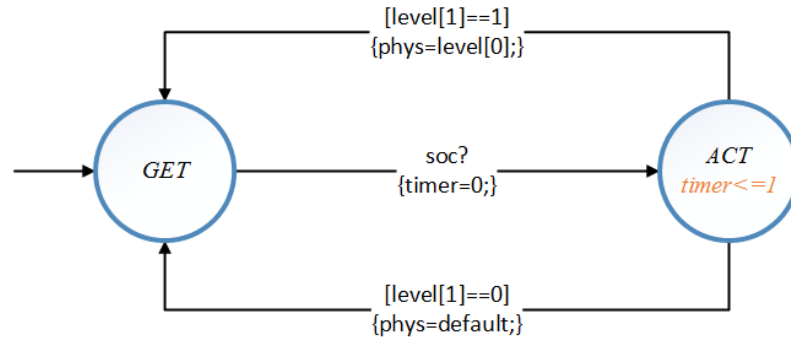 [level[1]==1]
{phys=level[0];}
GET
soc?
{timer=0;}
ACT
timer<=1
[level[1]==0]
{phys=default;}